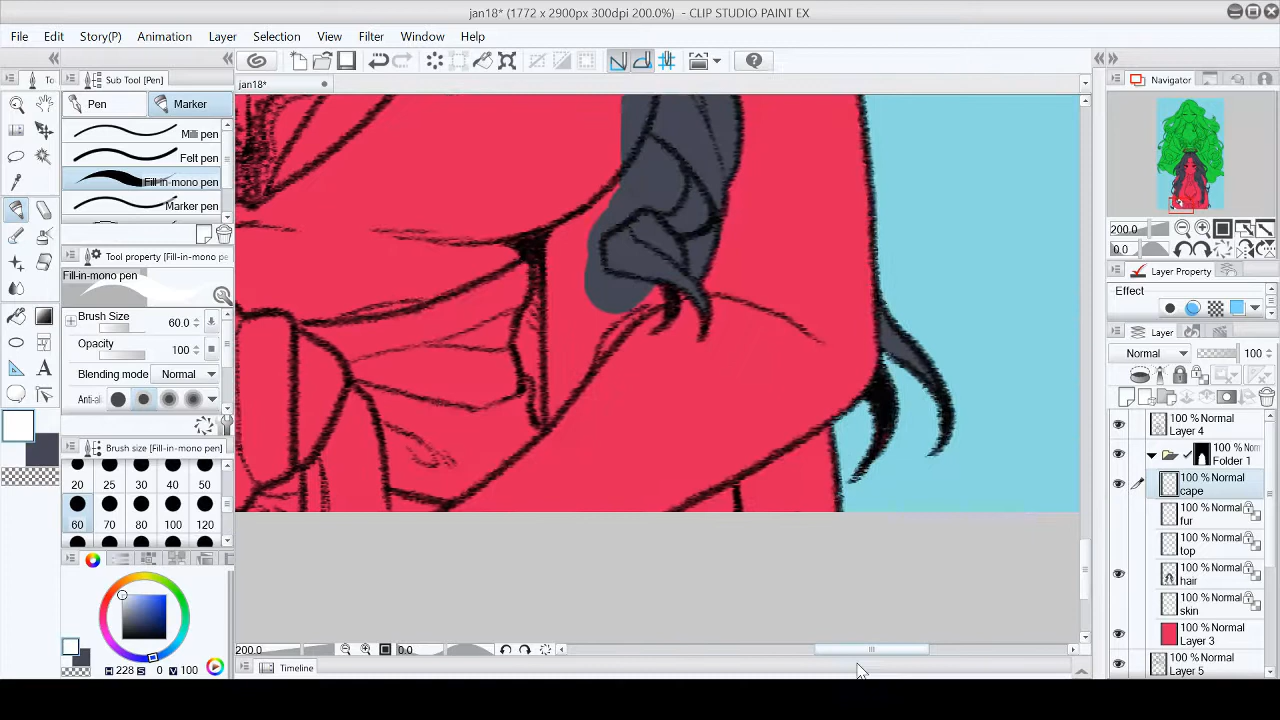 jan18* (1772 x 2900px 300dpi 200.0%) - CLIP STUDIO PAINT EX
File Edit Story(P) Animation Layer Selection View Filter Window Help
jan18*
To
Sub Tool [Pen]
Pen
Marker
Milli pen
Felt pen
Fill-in-mono pen
Marker pen
Tool property [Fill-in-mono pe
Fill-in-mono pen
Brush Size 60.0
Opacity 100
Blending mode Normal
Anti-al
Brush size [Fill-in-mono pen]
20 25 30 40 50
60 70 80 100 120
H 228 S 0 V 100
200.0 0.0
Timeline
Navigator
200.0
0.0
Layer Property
Effect
Layer
Normal 100
100 % Normal
Layer 4
100 % Norn
Folder 1
100 % Normal
cape
100 % Normal
fur
100 % Normal
top
100 % Normal
hair
100 % Normal
skin
100 % Normal
Layer 3
100 % Normal
Layer 5